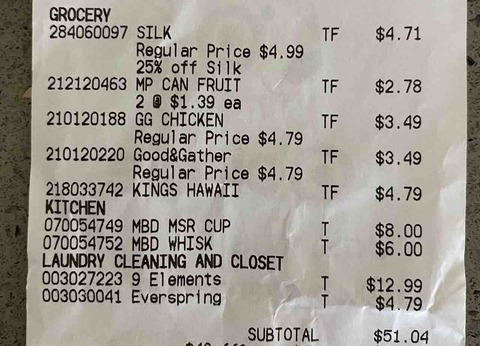 GROCERY
284060097 SILK TF $4.71
Regular Price $4.99
25% off Silk
212120463 MP CAN FRUIT TF $2.78
2 @ $1.39 ea
210120188 GG CHICKEN TF $3.49
Regular Price $4.79
210120220 Good&Gather TF $3.49
Regular Price $4.79
218033742 KINGS HAWAII TF $4.79
KITCHEN
070054749 MBD MSR CUP T $8.00
070054752 MBD WHISK T $6.00
LAUNDRY CLEANING AND CLOSET
003027223 9 Elements T $12.99
003030041 Everspring T $4.79
SUBTOTAL $51.04